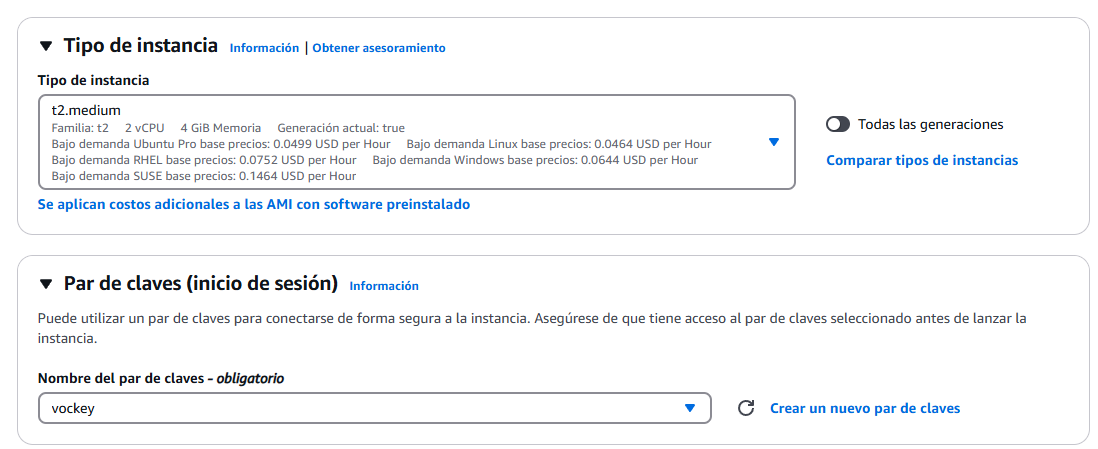 Tipo de instancia Información | Obtener asesoramiento
Tipo de instancia
t2.medium
Familia: t2 2 vCPU 4 GiB Memoria Generación actual: true
Bajo demanda Ubuntu Pro base precios: 0.0499 USD per Hour Bajo demanda Linux base precios: 0.0464 USD per Hour
Bajo demanda RHEL base precios: 0.0752 USD per Hour Bajo demanda Windows base precios: 0.0644 USD per Hour
Bajo demanda SUSE base precios: 0.1464 USD per Hour
Todas las generaciones
Comparar tipos de instancias
Se aplican costos adicionales a las AMI con software preinstalado
Par de claves (inicio de sesión) Información
Puede utilizar un par de claves para conectarse de forma segura a la instancia. Asegúrese de que tiene acceso al par de claves seleccionado antes de lanzar la
instancia.
Nombre del par de claves - obligatorio
vockey
Crear un nuevo par de claves